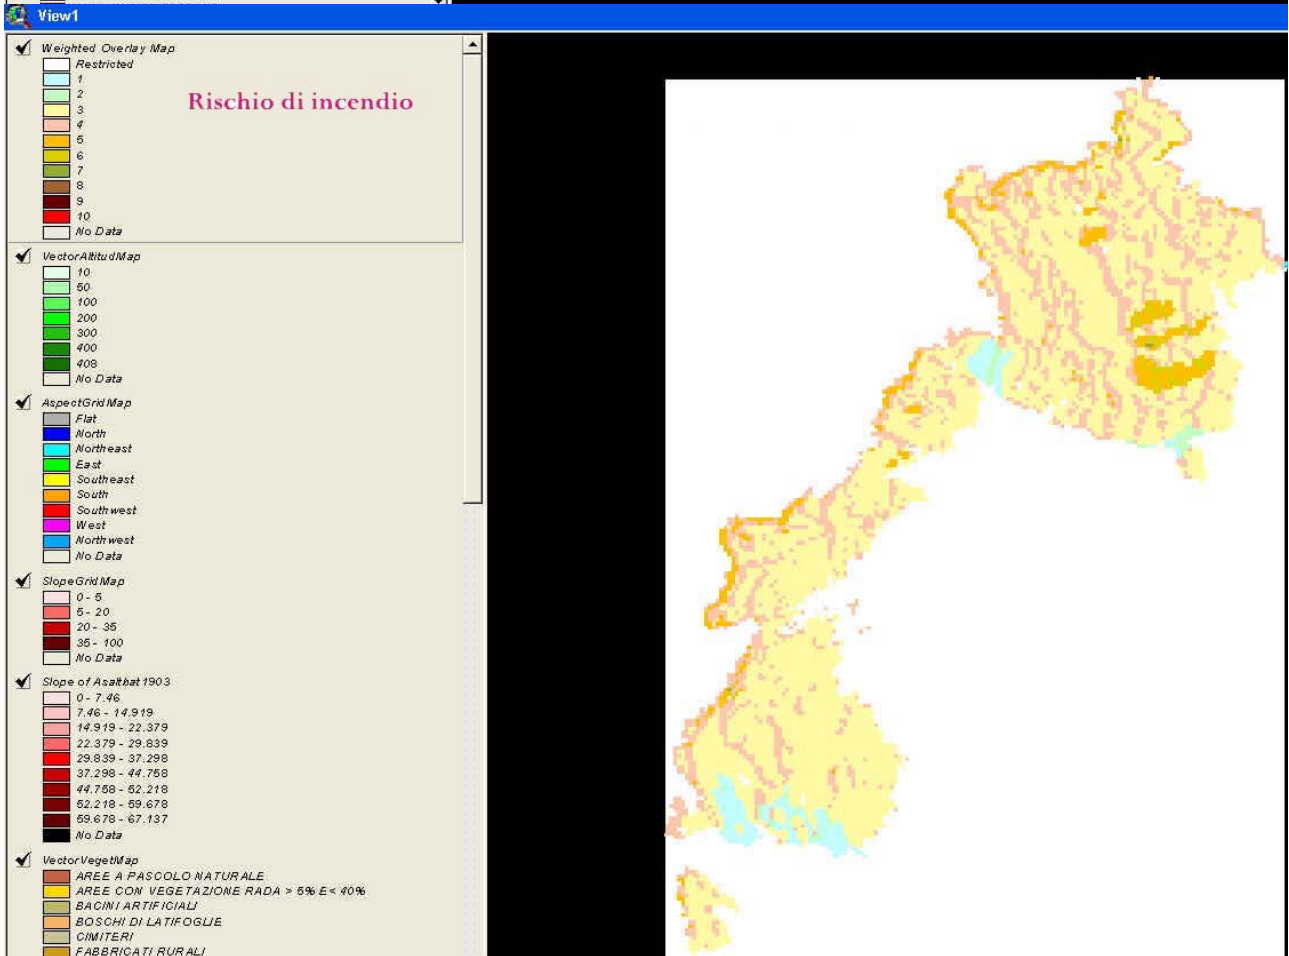 View1
Weighted Overlay Map
Restricted
1
2
3
4
5
6
7
8
9
10
No Data
Rischio di incendio
VectorAltitudMap
10
50
100
200
300
400
408
No Data
AspectGridMap
Flat
North
Northeast
East
Southeast
South
Southwest
West
Northwest
No Data
SlopeGridMap
0 - 5
5 - 20
20 - 35
35 - 100
No Data
Slope of Asaltbat1903
0 - 7.46
7.46 - 14.919
14.919 - 22.379
22.379 - 29.839
29.839 - 37.298
37.298 - 44.758
44.758 - 52.218
52.218 - 59.678
59.678 - 67.137
No Data
VectorVegetMap
AREE A PASCOLO NATURALE
AREE CON VEGETAZIONE RADA > 5% E < 40%
BACINI ARTIFICIALI
BOSCHI DI LATIFOGLIE
CIMITERI
FABBRICATI RURALI